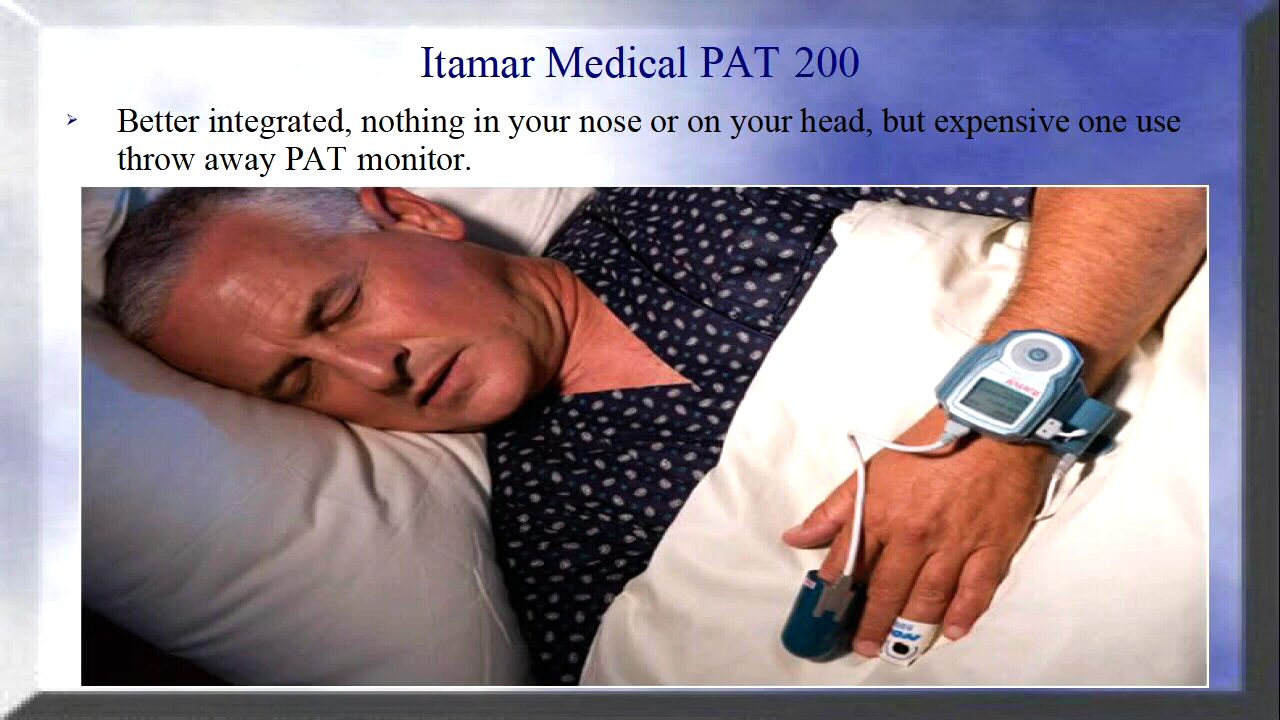 Itamar Medical PAT 200
Better integrated, nothing in your nose or on your head, but expensive one use
throw away PAT monitor.